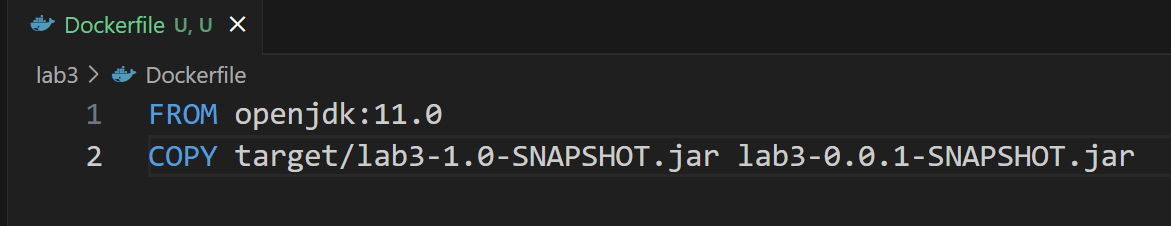 Dockerfile U, U ×
lab3 > Dockerfile
1 FROM openjdk:11.0
2 COPY target/lab3-1.0-SNAPSHOT.jar lab3-0.0.1-SNAPSHOT.jar